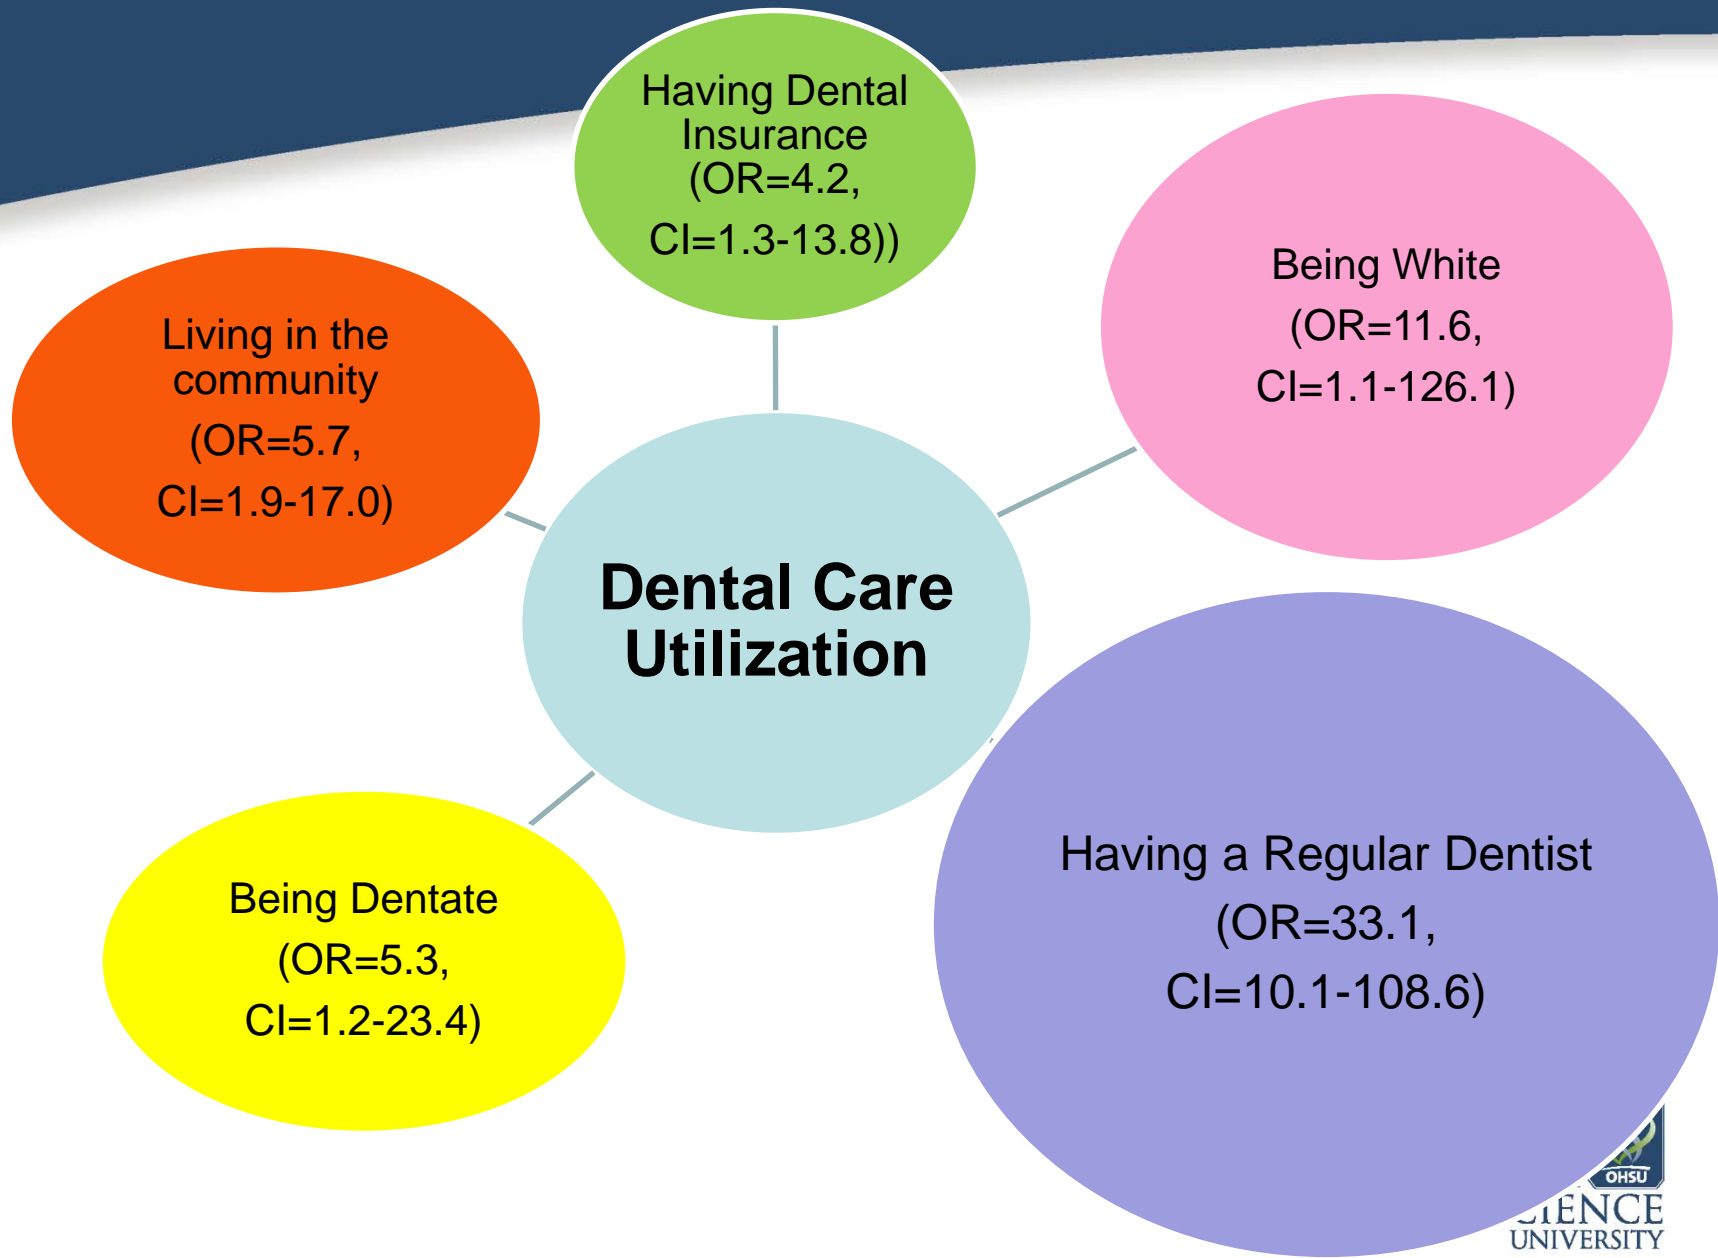 Having Dental
Insurance
(OR=4.2,
CI=1.3-13.8))
Being White
(OR=11.6,
CI=1.1-126.1)
Living in the
community
(OR=5.7,
CI=1.9-17.0)
Dental Care
Utilization
Having a Regular Dentist
(OR=33.1,
CI=10.1-108.6)
Being Dentate
(OR=5.3,
CI=1.2-23.4)
OHSU
CIENCE
UNIVERSITY